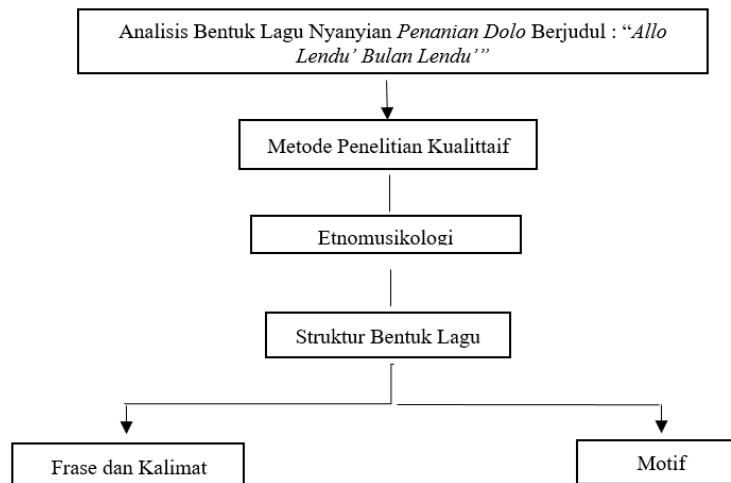 Analisis Bentuk Lagu Nyanyian Penanian Dolo Berjudul : “Allo
Lendu’ Bulan Lendu’”
Metode Penelitian Kualittaif
Etnomusikologi
Struktur Bentuk Lagu
Frase dan Kalimat
Motif